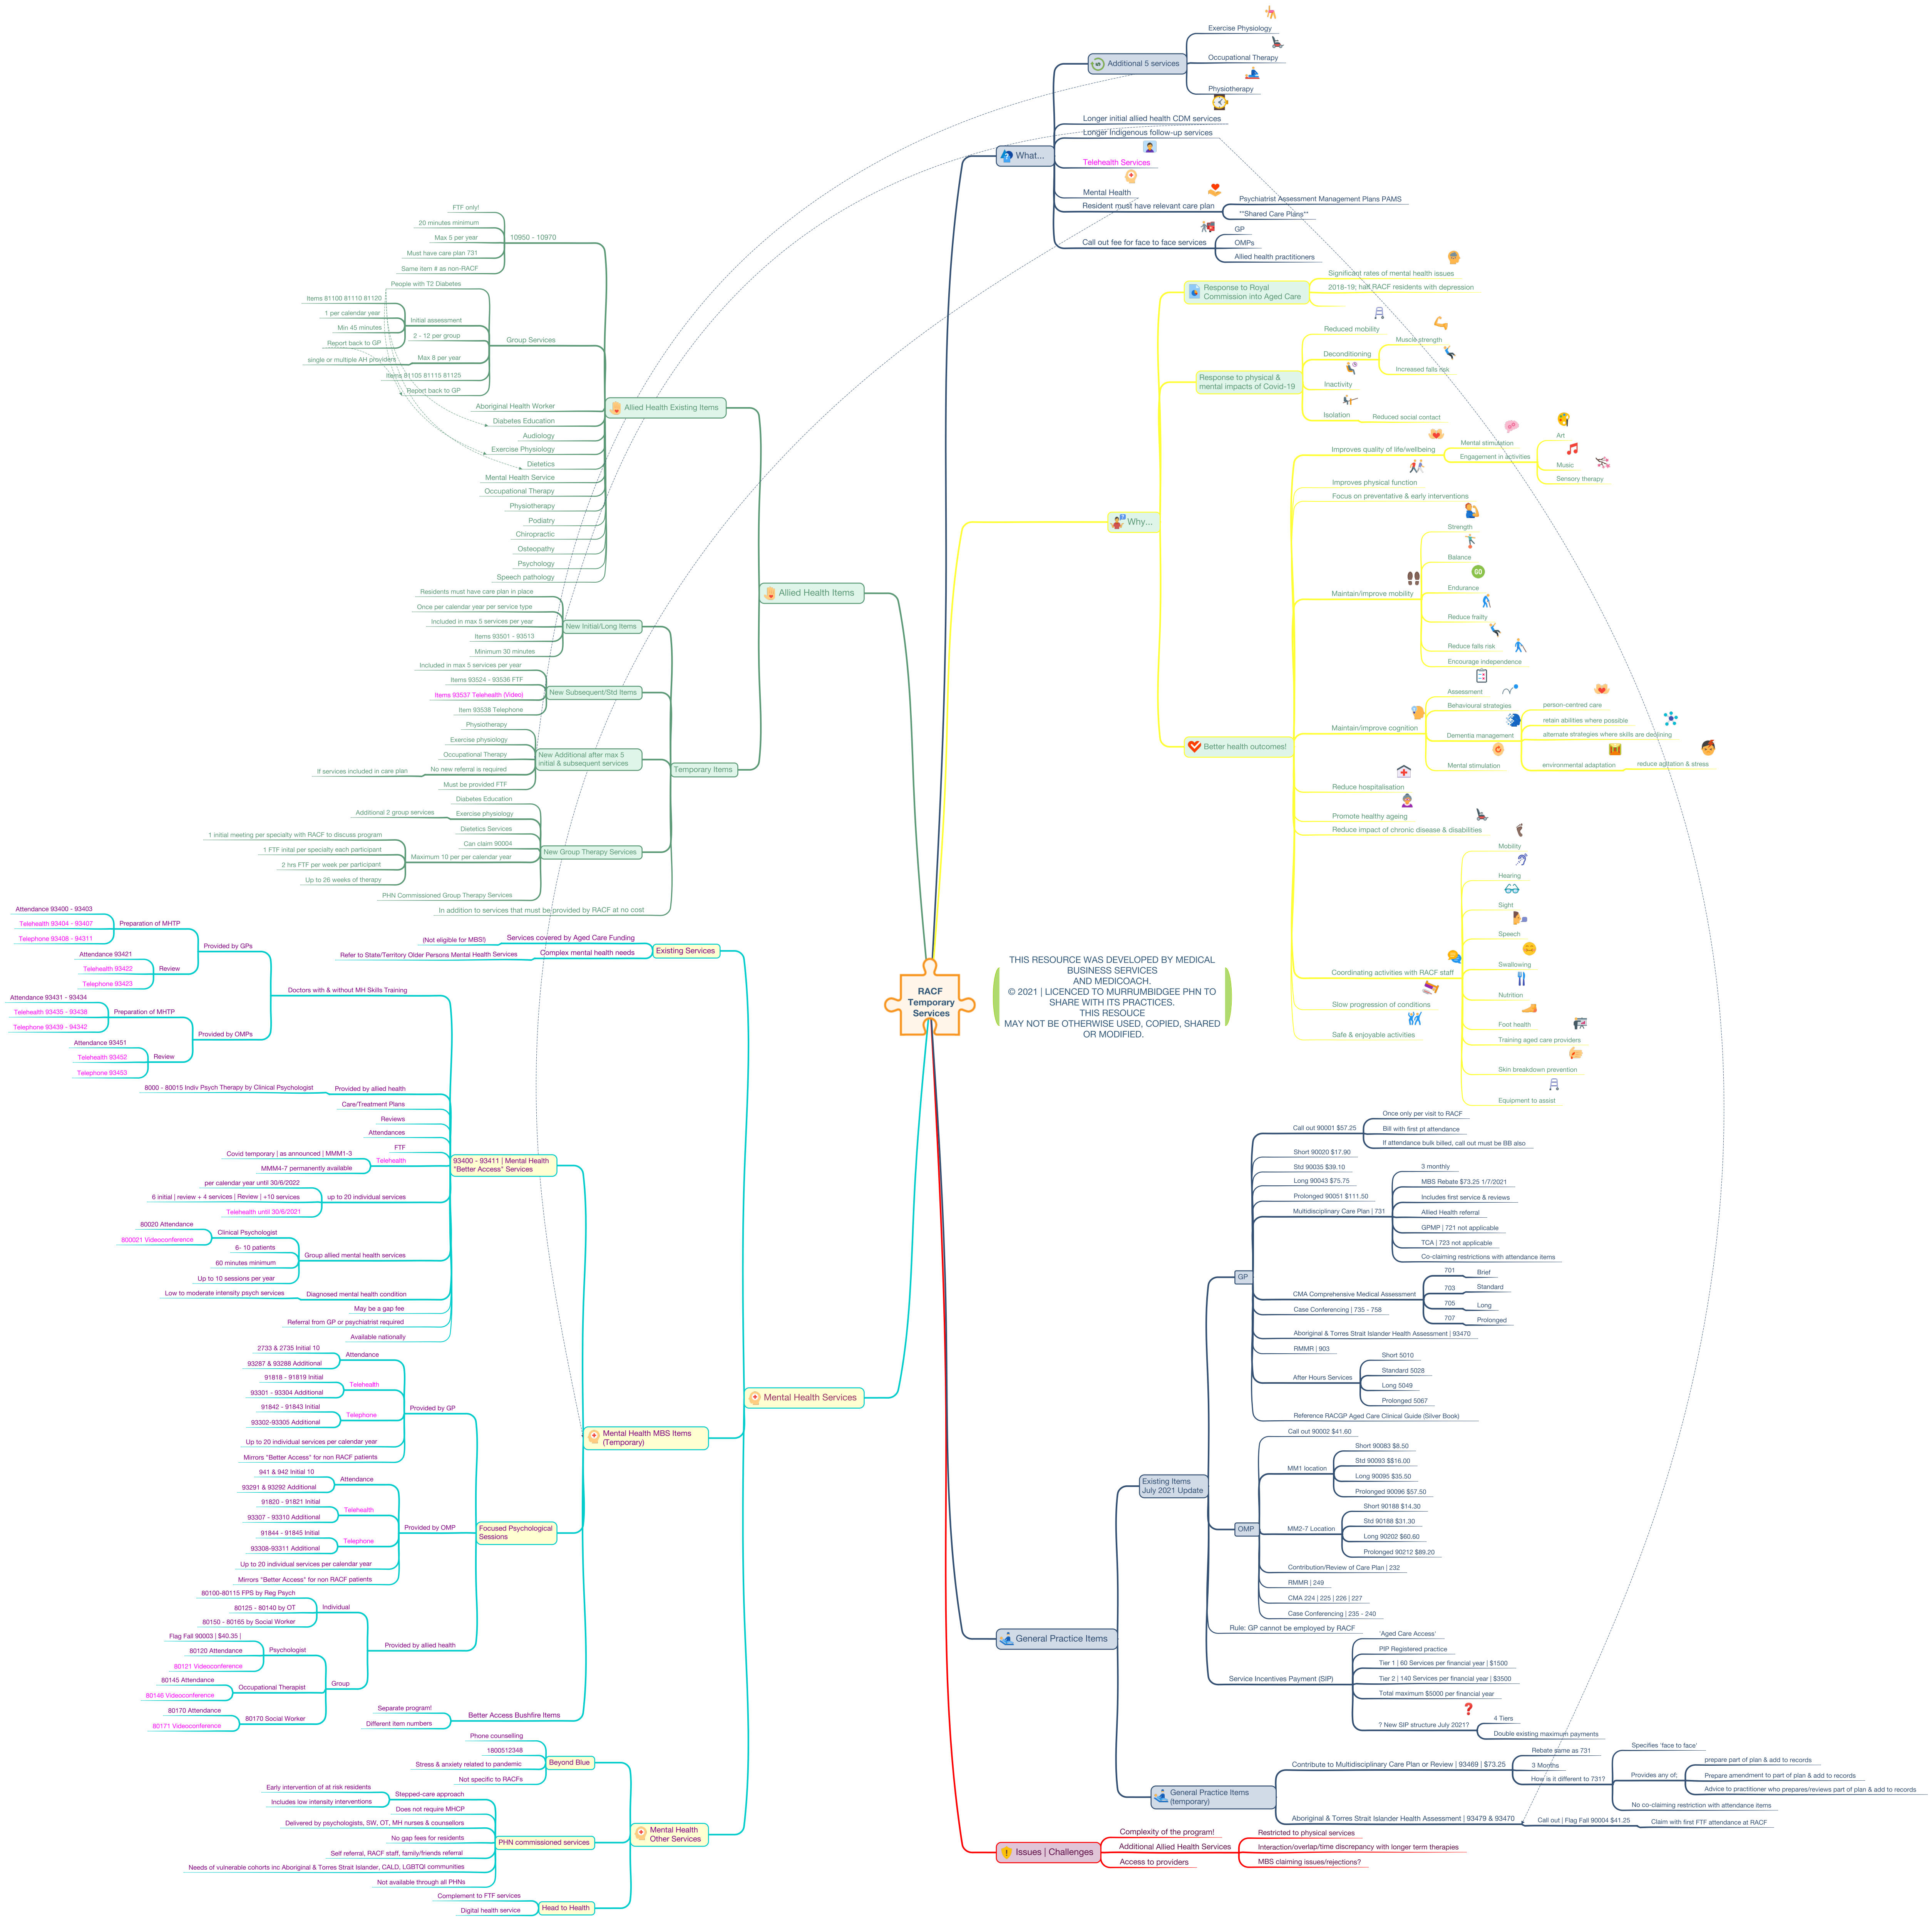 RACF
Temporary
Services
THIS RESOURCE WAS DEVELOPED BY MEDICAL
BUSINESS SERVICES
AND MEDICOACH.
© 2021 | LICENCED TO MURRUMBIDGEE PHN TO
SHARE WITH ITS PRACTICES.
THIS RESOUCE
MAY NOT BE OTHERWISE USED, COPIED, SHARED
OR MODIFIED.
What...
Additional 5 services
Exercise Physiology
Occupational Therapy
Physiotherapy
Longer initial allied health CDM services
Longer Indigenous follow-up services
Telehealth Services
Mental Health
Resident must have relevant care plan
Psychiatrist Assessment Management Plans PAMS
**Shared Care Plans**
Call out fee for face to face services
GP
OMPs
Allied health practitioners
Why...
Response to Royal
Commission into Aged Care
Significant rates of mental health issues
2018-19; half RACF residents with depression
Response to physical &
mental impacts of Covid-19
Reduced mobility
Deconditioning
Muscle strength
Increased falls risk
Inactivity
Isolation
Reduced social contact
Better health outcomes!
Improves quality of life/wellbeing
Mental stimulation
Engagement in activities
Art
Music
Sensory therapy
Improves physical function
Focus on preventative & early interventions
Maintain/improve mobility
Strength
Balance
GO
Endurance
Reduce frailty
Reduce falls risk
Encourage independence
Maintain/improve cognition
Assessment
Behavioural strategies
Dementia management
person-centred care
retain abilities where possible
alternate strategies where skills are declining
environmental adaptation
reduce agitation & stress
Mental stimulation
Reduce hospitalisation
Promote healthy ageing
Reduce impact of chronic disease & disabilities
Coordinating activities with RACF staff
Mobility
Hearing
Sight
Speech
Swallowing
Nutrition
Foot health
Training aged care providers
Skin breakdown prevention
Equipment to assist
Slow progression of conditions
Safe & enjoyable activities
General Practice Items
Existing Items
July 2021 Update
GP
Call out 90001 $57.25
Once only per visit to RACF
Bill with first pt attendance
If attendance bulk billed, call out must be BB also
Short 90020 $17.90
Std 90035 $39.10
Long 90043 $75.75
Prolonged 90051 $111.50
Multidisciplinary Care Plan | 731
3 monthly
MBS Rebate $73.25 1/7/2021
Includes first service & reviews
Allied Health referral
GPMP | 721 not applicable
TCA | 723 not applicable
Co-claiming restrictions with attendance items
CMA Comprehensive Medical Assessment
701
Brief
703
Standard
705
Long
707
Prolonged
Case Conferencing | 735 - 758
Aboriginal & Torres Strait Islander Health Assessment | 93470
RMMR | 903
After Hours Services
Short 5010
Standard 5028
Long 5049
Prolonged 5067
Reference RACGP Aged Care Clinical Guide (Silver Book)
OMP
Call out 90002 $41.60
MM1 location
Short 90083 $8.50
Std 90093 $$16.00
Long 90095 $35.50
Prolonged 90096 $57.50
MM2-7 Location
Short 90188 $14.30
Std 90188 $31.30
Long 90202 $60.60
Prolonged 90212 $89.20
Contribution/Review of Care Plan | 232
RMMR | 249
CMA 224 | 225 | 226 | 227
Case Conferencing | 235 - 240
Rule: GP cannot be employed by RACF
Service Incentives Payment (SIP)
'Aged Care Access'
PIP Registered practice
Tier 1 | 60 Services per financial year | $1500
Tier 2 | 140 Services per financial year | $3500
Total maximum $5000 per financial year
? New SIP structure July 2021?
4 Tiers
Double existing maximum payments
General Practice Items
(temporary)
Contribute to Multidisciplinary Care Plan or Review | 93469 | $73.25
Rebate same as 731
3 Months
How is it different to 731?
Specifies 'face to face'
Provides any of:
prepare part of plan & add to records
Prepare amendment to part of plan & add to records
Advice to practitioner who prepares/reviews part of plan & add to records
No co-claiming restriction with attendance items
Aboriginal & Torres Strait Islander Health Assessment | 93479 & 93470
Call out | Flag Fall 90004 $41.25
Claim with first FTF attendance at RACF
Issues | Challenges
Complexity of the program!
Additional Allied Health Services
Restricted to physical services
Interaction/overlap/time discrepancy with longer term therapies
MBS claiming issues/rejections?
Access to providers
Allied Health Items
Allied Health Existing Items
10950 - 10970
FTF only!
20 minutes minimum
Max 5 per year
Must have care plan 731
Same item # as non-RACF
Group Services
People with T2 Diabetes
Initial assessment
Items 81100 81110 81120
1 per calendar year
Min 45 minutes
Report back to GP
2 - 12 per group
Max 8 per year
single or multiple AH providers
Items 81105 81115 81125
Report back to GP
Aboriginal Health Worker
Diabetes Education
Audiology
Exercise Physiology
Dietetics
Mental Health Service
Occupational Therapy
Physiotherapy
Podiatry
Chiropractic
Osteopathy
Psychology
Speech pathology
Temporary Items
New Initial/Long Items
Residents must have care plan in place
Once per calendar year per service type
Included in max 5 services per year
Items 93501 - 93513
Minimum 30 minutes
New Subsequent/Std Items
Included in max 5 services per year
Items 93524 - 93536 FTF
Items 93537 Telehealth (Video)
Item 93538 Telephone
New Additional after max 5
initial & subsequent services
Physiotherapy
Exercise physiology
Occupational Therapy
No new referral is required
If services included in care plan
Must be provided FTF
New Group Therapy Services
Diabetes Education
Exercise physiology
Additional 2 group services
Dietetics Services
Can claim 90004
Maximum 10 per per calendar year
1 initial meeting per specialty with RACF to discuss program
1 FTF inital per specialty each participant
2 hrs FTF per week per participant
Up to 26 weeks of therapy
PHN Commissioned Group Therapy Services
In addition to services that must be provided by RACF at no cost
Mental Health Services
Existing Services
Services covered by Aged Care Funding
(Not eligible for MBS!)
Complex mental health needs
Refer to State/Territory Older Persons Mental Health Services
Mental Health MBS Items
(Temporary)
93400 - 93411 | Mental Health
"Better Access" Services
Doctors with & without MH Skills Training
Provided by GPs
Preparation of MHTP
Attendance 93400 - 93403
Telehealth 93404 - 93407
Telephone 93408 - 94311
Review
Attendance 93421
Telehealth 93422
Telephone 93423
Provided by OMPs
Preparation of MHTP
Attendance 93431 - 93434
Telehealth 93435 - 93438
Telephone 93439 - 94342
Review
Attendance 93451
Telehealth 93452
Telephone 93453
Provided by allied health
8000 - 80015 Indiv Psych Therapy by Clinical Psychologist
Care/Treatment Plans
Reviews
Attendances
FTF
Telehealth
Covid temporary | as announced | MMM1-3
MMM4-7 permanently available
up to 20 individual services
per calendar year until 30/6/2022
6 initial | review + 4 services | Review | +10 services
Telehealth until 30/6/2021
Group allied mental health services
Clinical Psychologist
80020 Attendance
800021 Videoconference
6- 10 patients
60 minutes minimum
Up to 10 sessions per year
Diagnosed mental health condition
Low to moderate intensity psych services
May be a gap fee
Referral from GP or psychiatrist required
Available nationally
Focused Psychological
Sessions
Provided by GP
Attendance
2733 & 2735 Initial 10
93287 & 93288 Additional
Telehealth
91818 - 91819 Initial
93301 - 93304 Additional
Telephone
91842 - 91843 Initial
93302-93305 Additional
Up to 20 individual services per calendar year
Mirrors "Better Access" for non RACF patients
Provided by OMP
Attendance
941 & 942 Initial 10
93291 & 93292 Additional
Telehealth
91820 - 91821 Initial
93307 - 93310 Additional
Telephone
91844 - 91845 Initial
93308-93311 Additional
Up to 20 individual services per calendar year
Mirrors "Better Access" for non RACF patients
Provided by allied health
Individual
80100-80115 FPS by Reg Psych
80125 - 80140 by OT
80150 - 80165 by Social Worker
Group
Psychologist
Flag Fall 90003 | $40.35 |
80120 Attendance
80121 Videoconference
Occupational Therapist
80145 Attendance
80146 Videoconference
80170 Social Worker
80170 Attendance
80171 Videoconference
Better Access Bushfire Items
Separate program!
Different item numbers
Mental Health
Other Services
Beyond Blue
Phone counselling
1800512348
Stress & anxiety related to pandemic
Not specific to RACFs
PHN commissioned services
Stepped-care approach
Early intervention of at risk residents
Includes low intensity interventions
Does not require MHCP
Delivered by psychologists, SW, OT, MH nurses & counsellors
No gap fees for residents
Self referral, RACF staff, family/friends referral
Needs of vulnerable cohorts inc Aboriginal & Torres Strait Islander, CALD, LGBTQI communities
Not available through all PHNs
Head to Health
Complement to FTF services
Digital health service